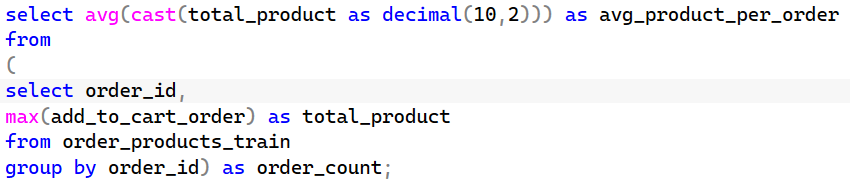 select avg(cast(total_product as decimal(10,2))) as avg_product_per_order
from
(
select order_id,
max(add_to_cart_order) as total_product
from order_products_train
group by order_id) as order_count;